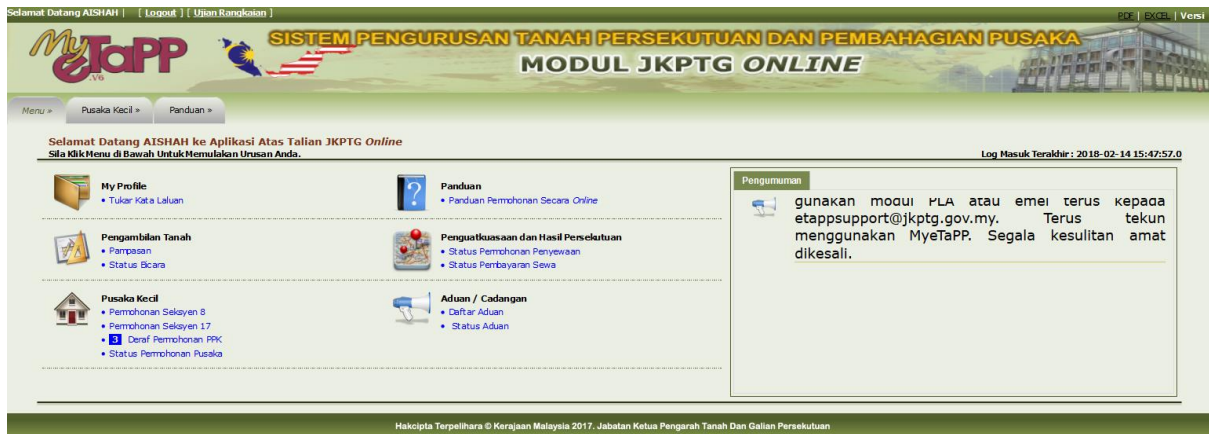 Selamat Datang AISHAH | [ Logout ] [ Ujian Rangkaian ]
PDF | EXCEL | Versi
MyeTaPP .V6
SISTEM PENGURUSAN TANAH PERSEKUTUAN DAN PEMBAHAGIAN PUSAKA
MODUL JKPTG ONLINE
Menu » Pusaka Kecil » Panduan »
Selamat Datang AISHAH ke Aplikasi Atas Talian JKPTG Online
Sila Klik Menu di Bawah Untuk Memulakan Urusan Anda.
Log Masuk Terakhir : 2018-02-14 15:47:57.0
My Profile
• Tukar Kata Laluan
Panduan
• Panduan Permohonan Secara Online
Pengambilan Tanah
• Pampasan
• Status Bicara
Penguatkuasaan dan Hasil Persekutuan
• Status Permohonan Penyewaan
• Status Pembayaran Sewa
Pusaka Kecil
• Permohonan Seksyen 8
• Permohonan Seksyen 17
• 3 Deraf Permohonan PPK
• Status Permohonan Pusaka
Aduan / Cadangan
• Daftar Aduan
• Status Aduan
Pengumuman
gunakan modul PLA atau emel terus kepada
etappsupport@jkptg.gov.my. Terus tekun
menggunakan MyeTaPP. Segala kesulitan amat
dikesali.
Hakcipta Terpelihara © Kerajaan Malaysia 2017. Jabatan Ketua Pengarah Tanah Dan Galian Persekutuan